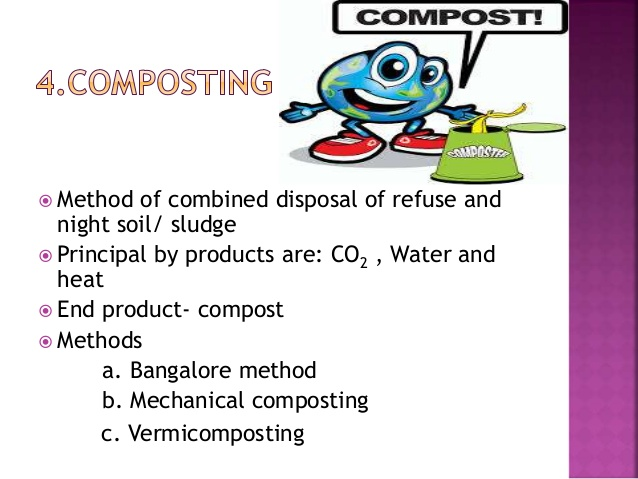 COMPOST!
4.COMPOSTING
COMPOSTER
Method of combined disposal of refuse and
night soil/ sludge
Principal by products are: CO2 , Water and
heat
End product- compost
Methods
a. Bangalore method
b. Mechanical composting
c. Vermicomposting